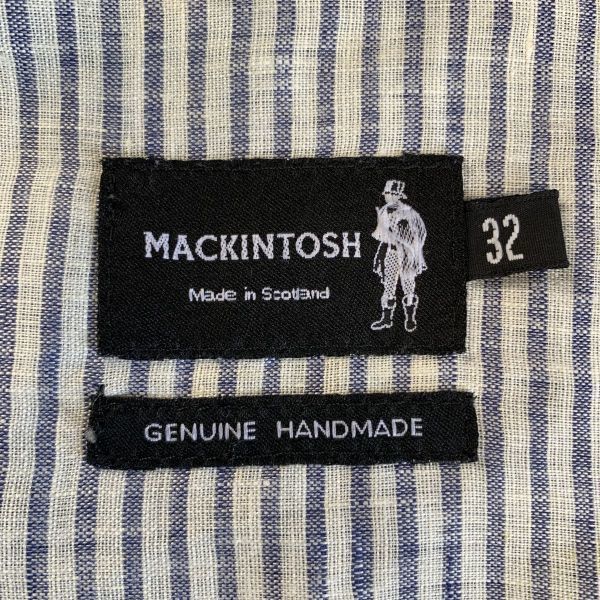 MACKINTOSH
Made in Scotland
32
GENUINE HANDMADE